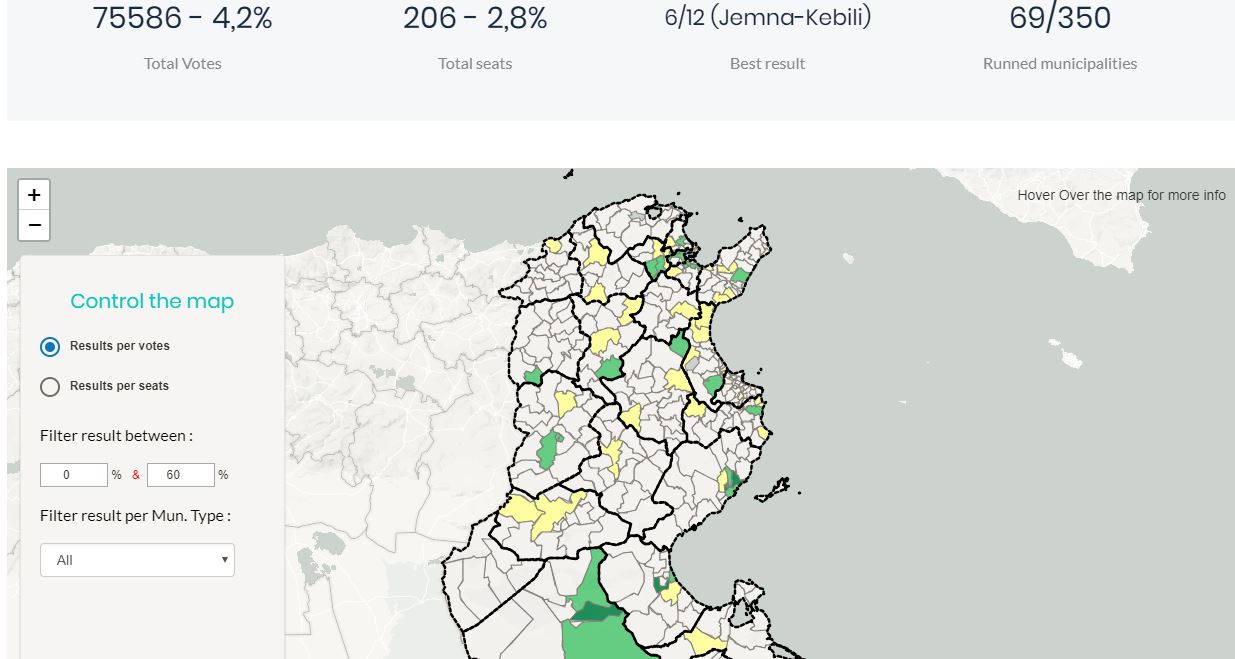 75586 - 4,2%
206 - 2,8%
6/12 (Jemna-Kebili)
69/350
Total Votes
Total seats
Best result
Runned municipalities
+
−
Hover Over the map for more info
Control the map
Results per votes
Results per seats
Filter result between :
0 % & 60 %
Filter result per Mun. Type :
All